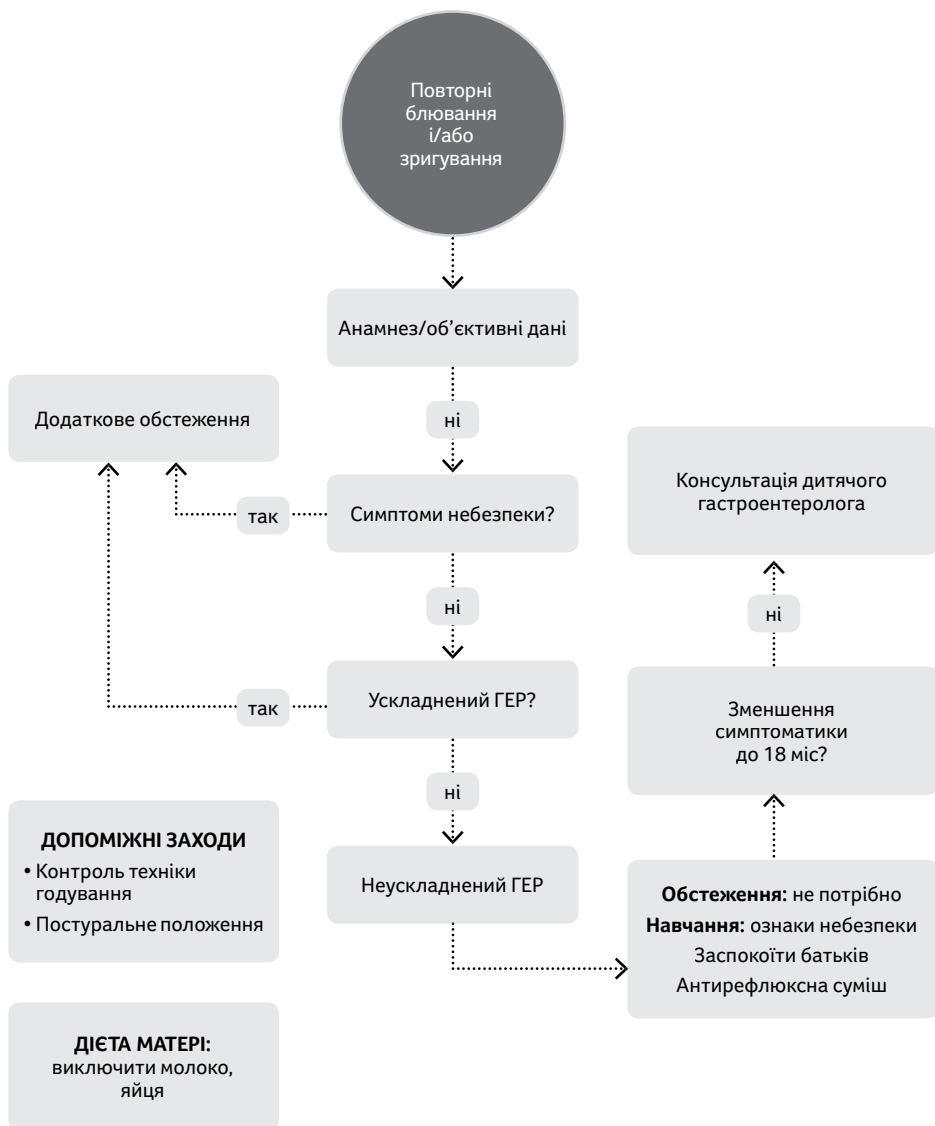 Повторні
блювання
і/або
зригування
Анамнез/об’єктивні дані
ні
Додаткове обстеження
так
Симптоми небезпеки?
ні
так
Ускладнений ГЕР?
ні
Неускладнений ГЕР
Консультація дитячого
гастроентеролога
ні
Зменшення
симптоматики
до 18 міс?
Обстеження: не потрібно
Навчання: ознаки небезпеки
Заспокоїти батьків
Антирефлюксна суміш
ДОПОМІЖНІ ЗАХОДИ
• Контроль техніки
годування
• Постуральне положення
ДІЄТА МАТЕРІ:
виключити молоко,
яйця